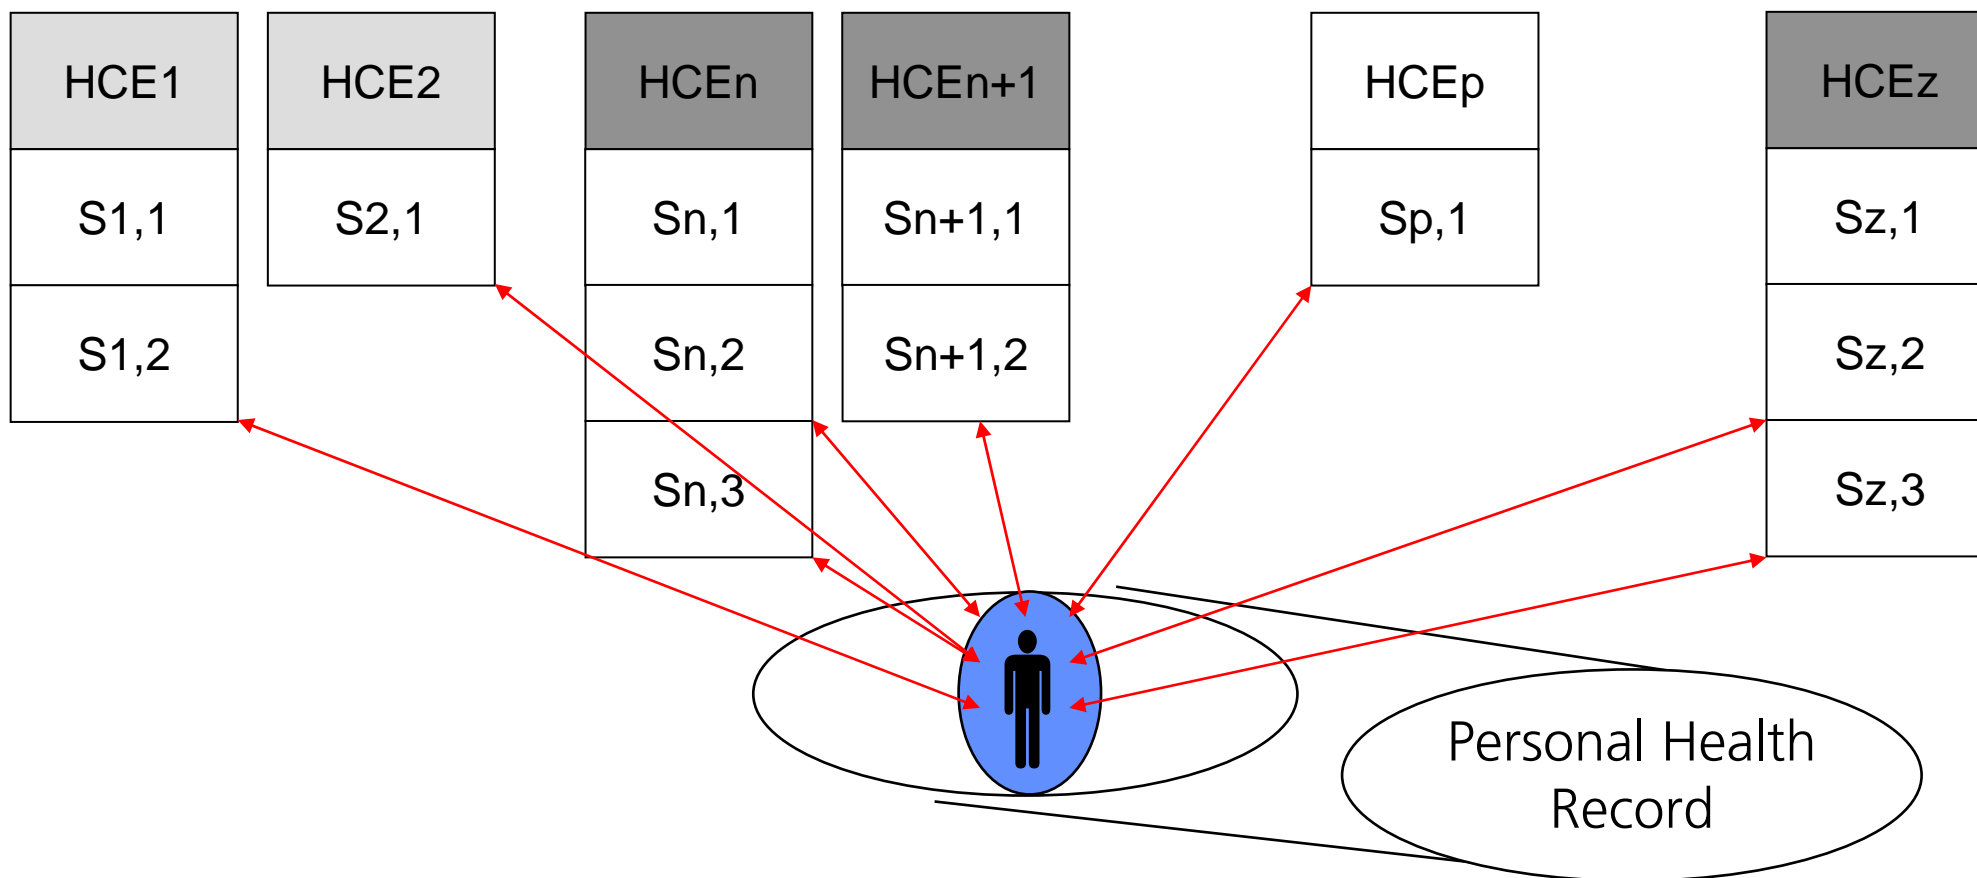 HCE1
HCE2
HCEn
HCEn+1
HCEp
HCEz
S1,1
S2,1
Sn,1
Sn+1,1
Sp,1
Sz,1
S1,2
Sn,2
Sn+1,2
Sz,2
Sn,3
Sz,3
Personal Health
Record